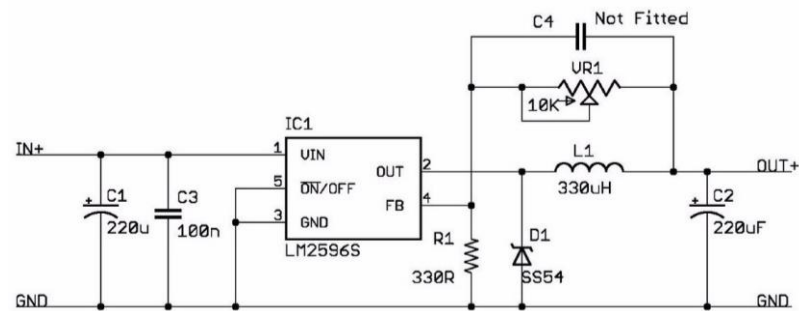 C4 Not Fitted
VR1
10K
IC1
IN+
1 VIN
OUT 2
L1
330uH
OUT+
5 ON/OFF
FB 4
3 GND
LM2596S
C1
220u
C3
100n
R1
330R
D1
SS54
C2
220uF
GND
GND
+
+